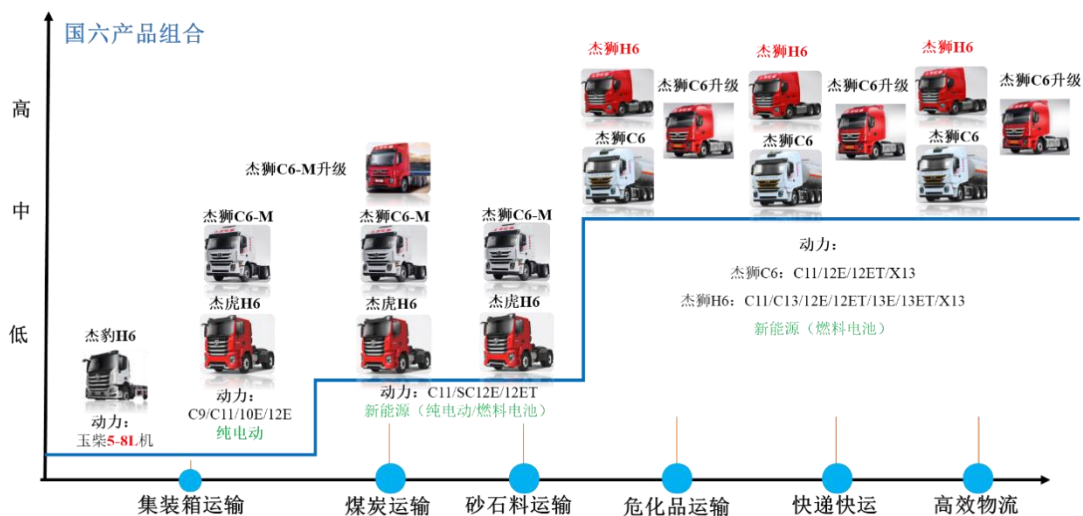 国六产品组合
高
中
低
杰狮H6
杰狮H6
杰狮H6
杰狮C6升级
杰狮C6升级
杰狮C6升级
杰狮C6
杰狮C6
杰狮C6
杰狮C6-M升级
杰狮C6-M
杰狮C6-M
杰狮C6-M
杰虎H6
杰虎H6
杰虎H6
杰豹H6
动力：
玉柴5-8L机
动力：
C9/C11/10E/12E
纯电动
动力：C11/SC12E/12ET
新能源（纯电动/燃料电池）
动力：
杰狮C6：C11/12E/12ET/X13
杰狮H6：C11/C13/12E/12ET/13E/13ET/X13
新能源（燃料电池）
集装箱运输
煤炭运输
砂石料运输
危化品运输
快递快运
高效物流